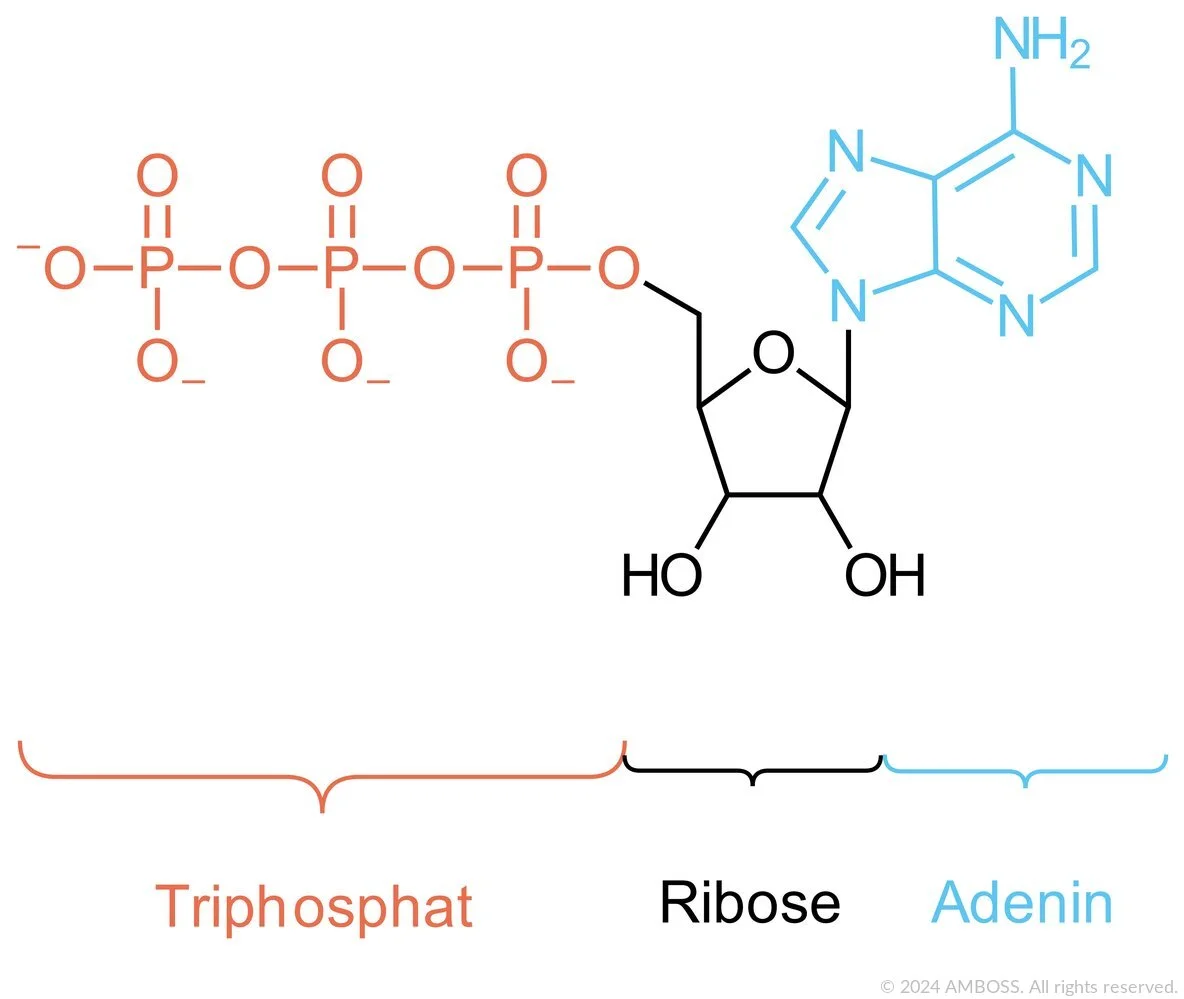 NH2
N N
O O O
⁻O P O P O P O
N N
O– O– O–
O
HO OH
Triphosphat Ribose Adenin
© 2024 AMBOSS. All rights reserved.